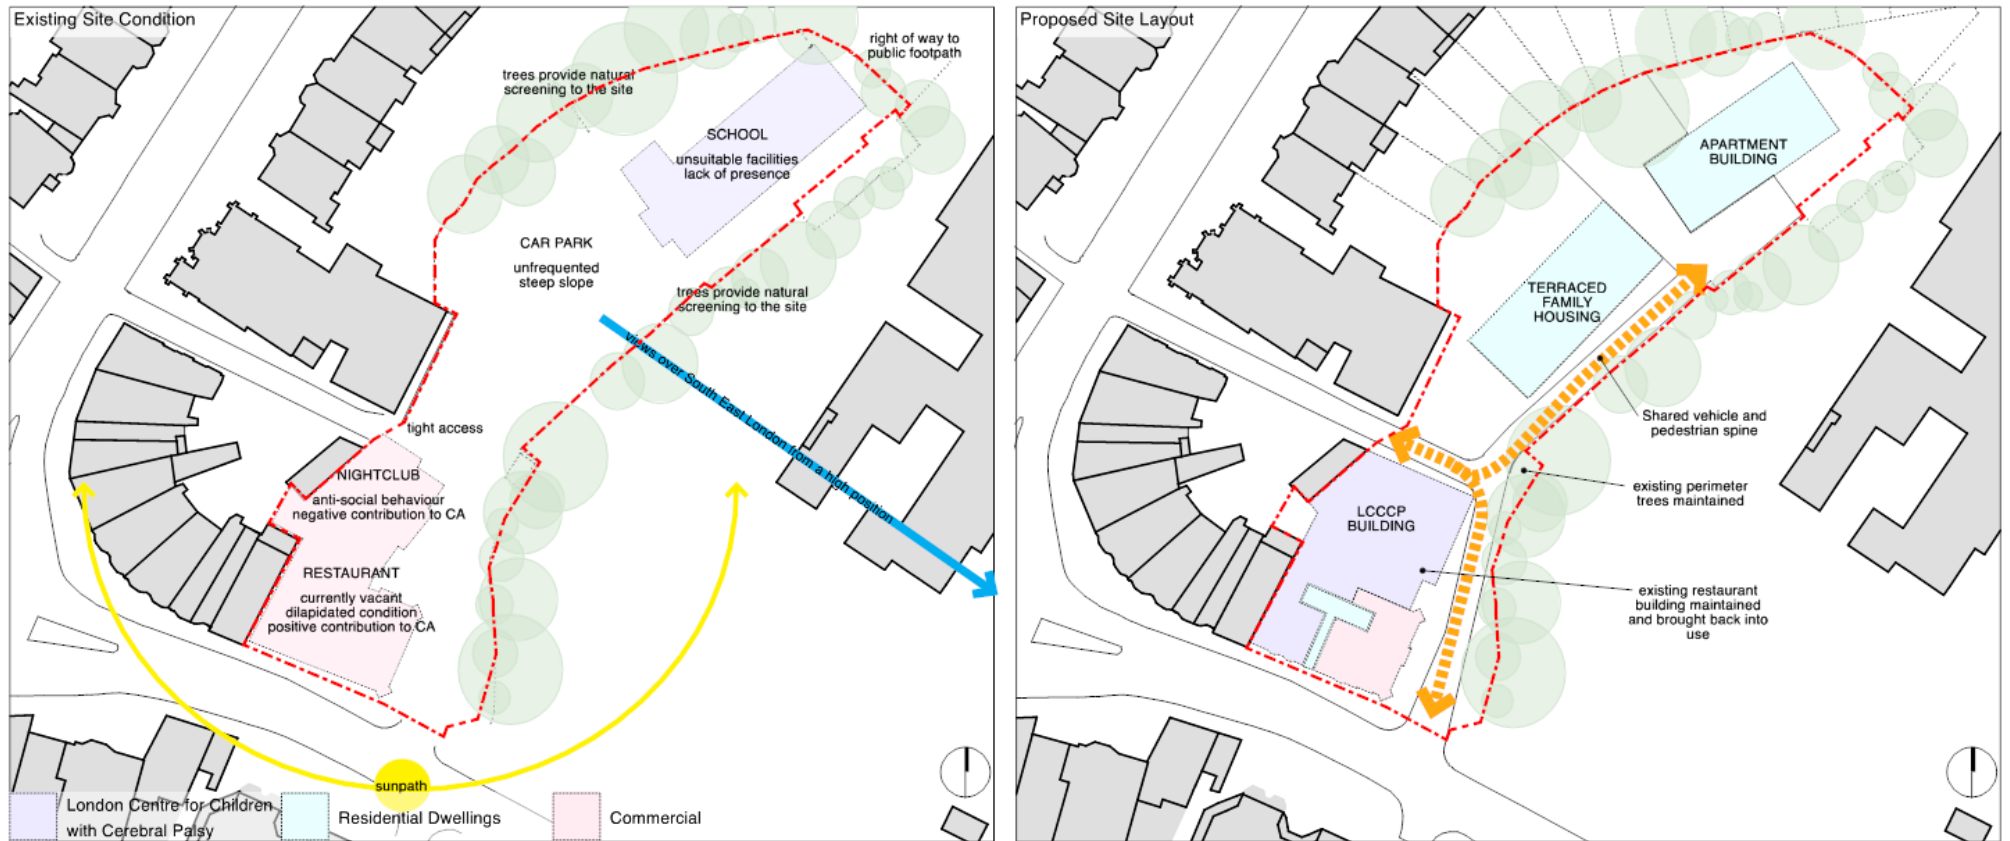 Existing Site Condition
right of way to
public footpath
trees provide natural
screening to the site
SCHOOL
unsuitable facilities
lack of presence
CAR PARK
unfrequented
steep slope
trees provide natural
screening to the site
views over South East London from a high position
tight access
NIGHTCLUB
anti-social behaviour
negative contribution to CA
RESTAURANT
currently vacant
dilapidated condition
positive contribution to CA
sunpath
London Centre for Children
with Cerebral Palsy
Residential Dwellings
Commercial
Proposed Site Layout
APARTMENT
BUILDING
TERRACED
FAMILY
HOUSING
Shared vehicle and
pedestrian spine
existing perimeter
trees maintained
LCCCP
BUILDING
existing restaurant
building maintained
and brought back into
use